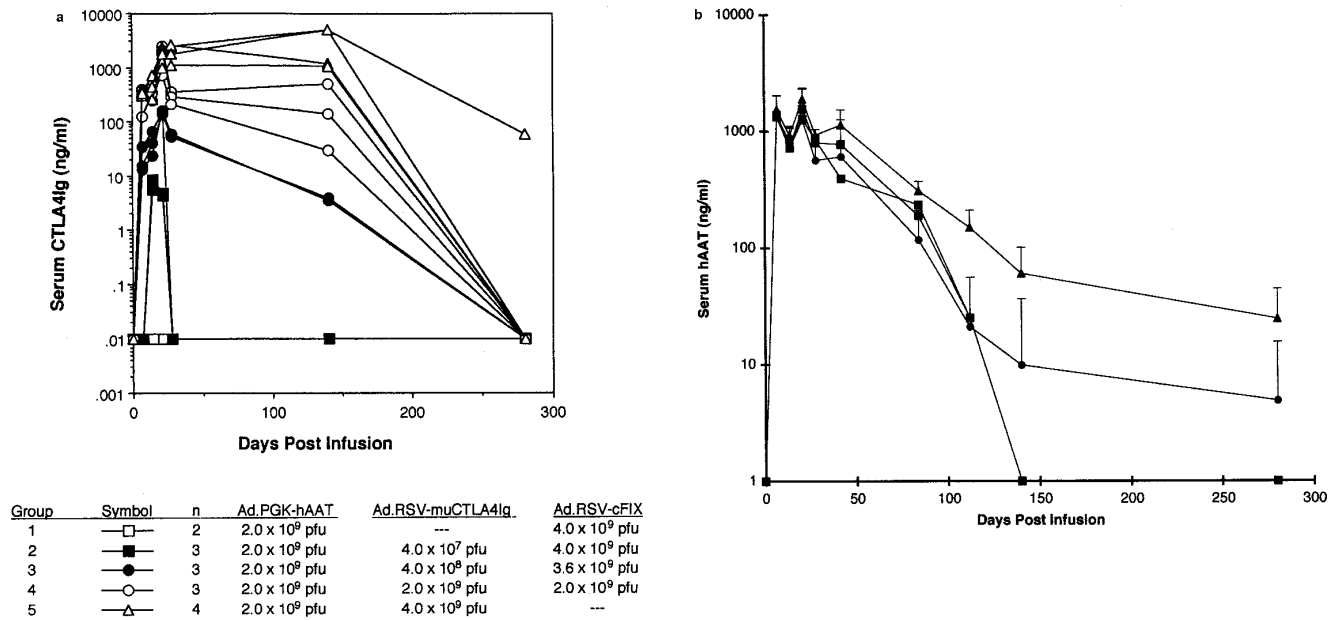 a
10000
1000
100
10
1
.1
.01
.001
Serum CTLA4Ig (ng/ml)
0
100
200
300
Days Post Infusion
Group Symbol n Ad.PGK-hAAT Ad.RSV-muCTLA4Ig Ad.RSV-cFIX
1 2 2.0 x 10⁹ pfu --- 4.0 x 10⁹ pfu
2 3 2.0 x 10⁹ pfu 4.0 x 10⁷ pfu 4.0 x 10⁹ pfu
3 3 2.0 x 10⁹ pfu 4.0 x 10⁸ pfu 3.6 x 10⁹ pfu
4 3 2.0 x 10⁹ pfu 2.0 x 10⁹ pfu 2.0 x 10⁹ pfu
5 4 2.0 x 10⁹ pfu 4.0 x 10⁹ pfu ---
b
10000
1000
100
10
1
Serum hAAT (ng/ml)
0
50
100
150
200
250
300
Days Post Infusion